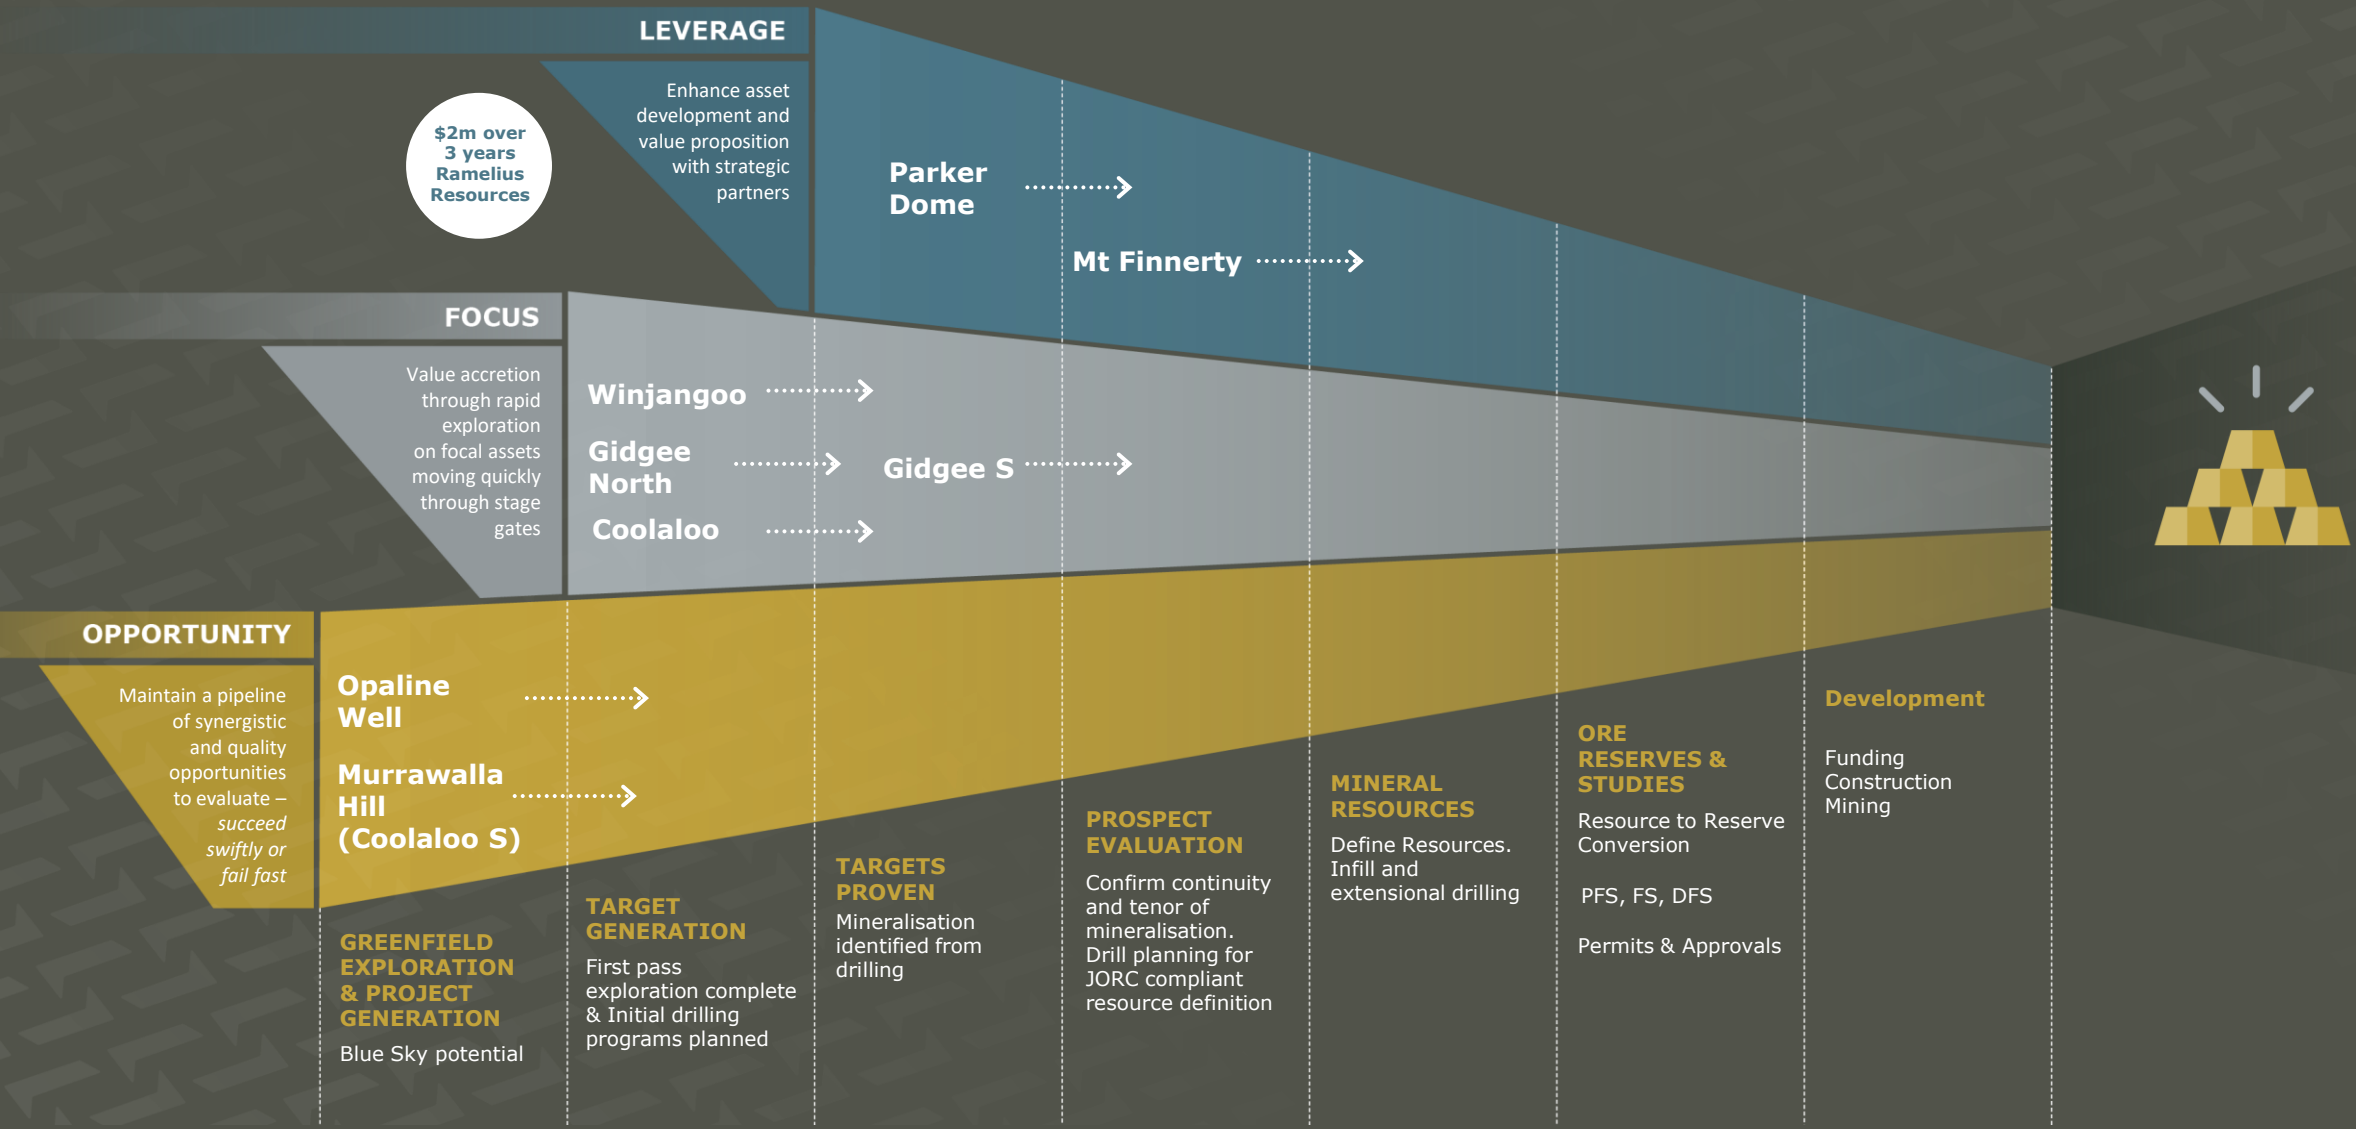 LEVERAGE
Enhance asset
development and
value proposition
with strategic
partners
$2m over
3 years
Ramelius
Resources
Parker
Dome
Mt Finnerty
FOCUS
Value accretion
through rapid
exploration
on focal assets
moving quickly
through stage
gates
Winjangoo
Gidgee
North
Gidgee S
Coolaloo
OPPORTUNITY
Maintain a pipeline
of synergistic
and quality
opportunities
to evaluate –
succeed
swiftly or
fail fast
Opaline
Well
Murrawalla
Hill
(Coolaloo S)
GREENFIELD
EXPLORATION
& PROJECT
GENERATION
Blue Sky potential
TARGET
GENERATION
First pass
exploration complete
& Initial drilling
programs planned
TARGETS
PROVEN
Mineralisation
identified from
drilling
PROSPECT
EVALUATION
Confirm continuity
and tenor of
mineralisation.
Drill planning for
JORC compliant
resource definition
MINERAL
RESOURCES
Define Resources.
Infill and
extensional drilling
ORE
RESERVES &
STUDIES
Resource to Reserve
Conversion
PFS, FS, DFS
Permits & Approvals
Development
Funding
Construction
Mining